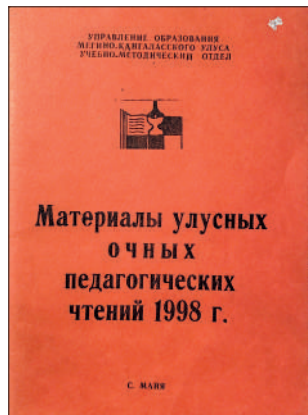 УПРАВЛЕНИЕ ОБРАЗОВАНИЯ
МЕГИНО-КАНГАЛАССКОГО УЛУСА
УЧЕБНО-МЕТОДИЧЕСКИЙ ОТДЕЛ
Материалы улусных
очных
педагогических
чтений 1998 г.
С. МАЙЯ